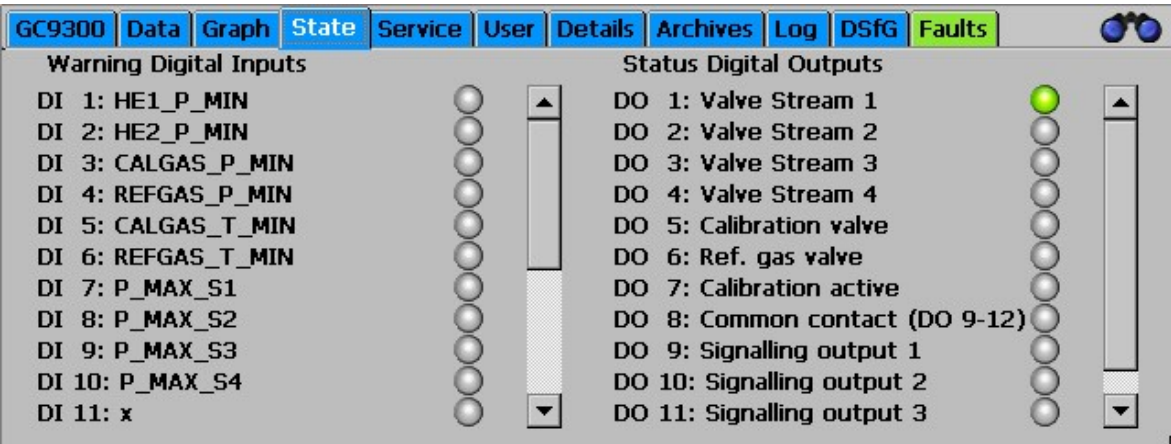 GC9300 Data Graph State Service User Details Archives Log DSfG Faults
Warning Digital Inputs
DI 1: HE1_P_MIN
DI 2: HE2_P_MIN
DI 3: CALGAS_P_MIN
DI 4: REFGAS_P_MIN
DI 5: CALGAS_T_MIN
DI 6: REFGAS_T_MIN
DI 7: P_MAX_S1
DI 8: P_MAX_S2
DI 9: P_MAX_S3
DI 10: P_MAX_S4
DI 11: x
Status Digital Outputs
DO 1: Valve Stream 1
DO 2: Valve Stream 2
DO 3: Valve Stream 3
DO 4: Valve Stream 4
DO 5: Calibration valve
DO 6: Ref. gas valve
DO 7: Calibration active
DO 8: Common contact (DO 9-12)
DO 9: Signalling output 1
DO 10: Signalling output 2
DO 11: Signalling output 3